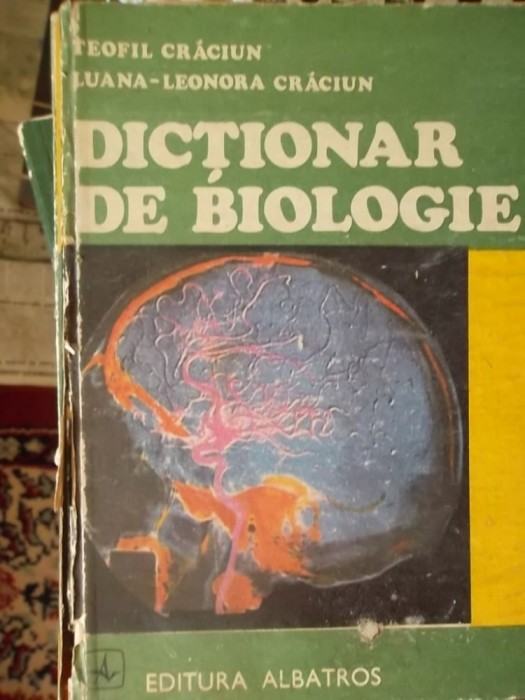 TEOFIL CRĂCIUN
LUANA-LEONORA CRĂCIUN
DICȚIONAR
DE BIOLOGIE
EDITURA ALBATROS